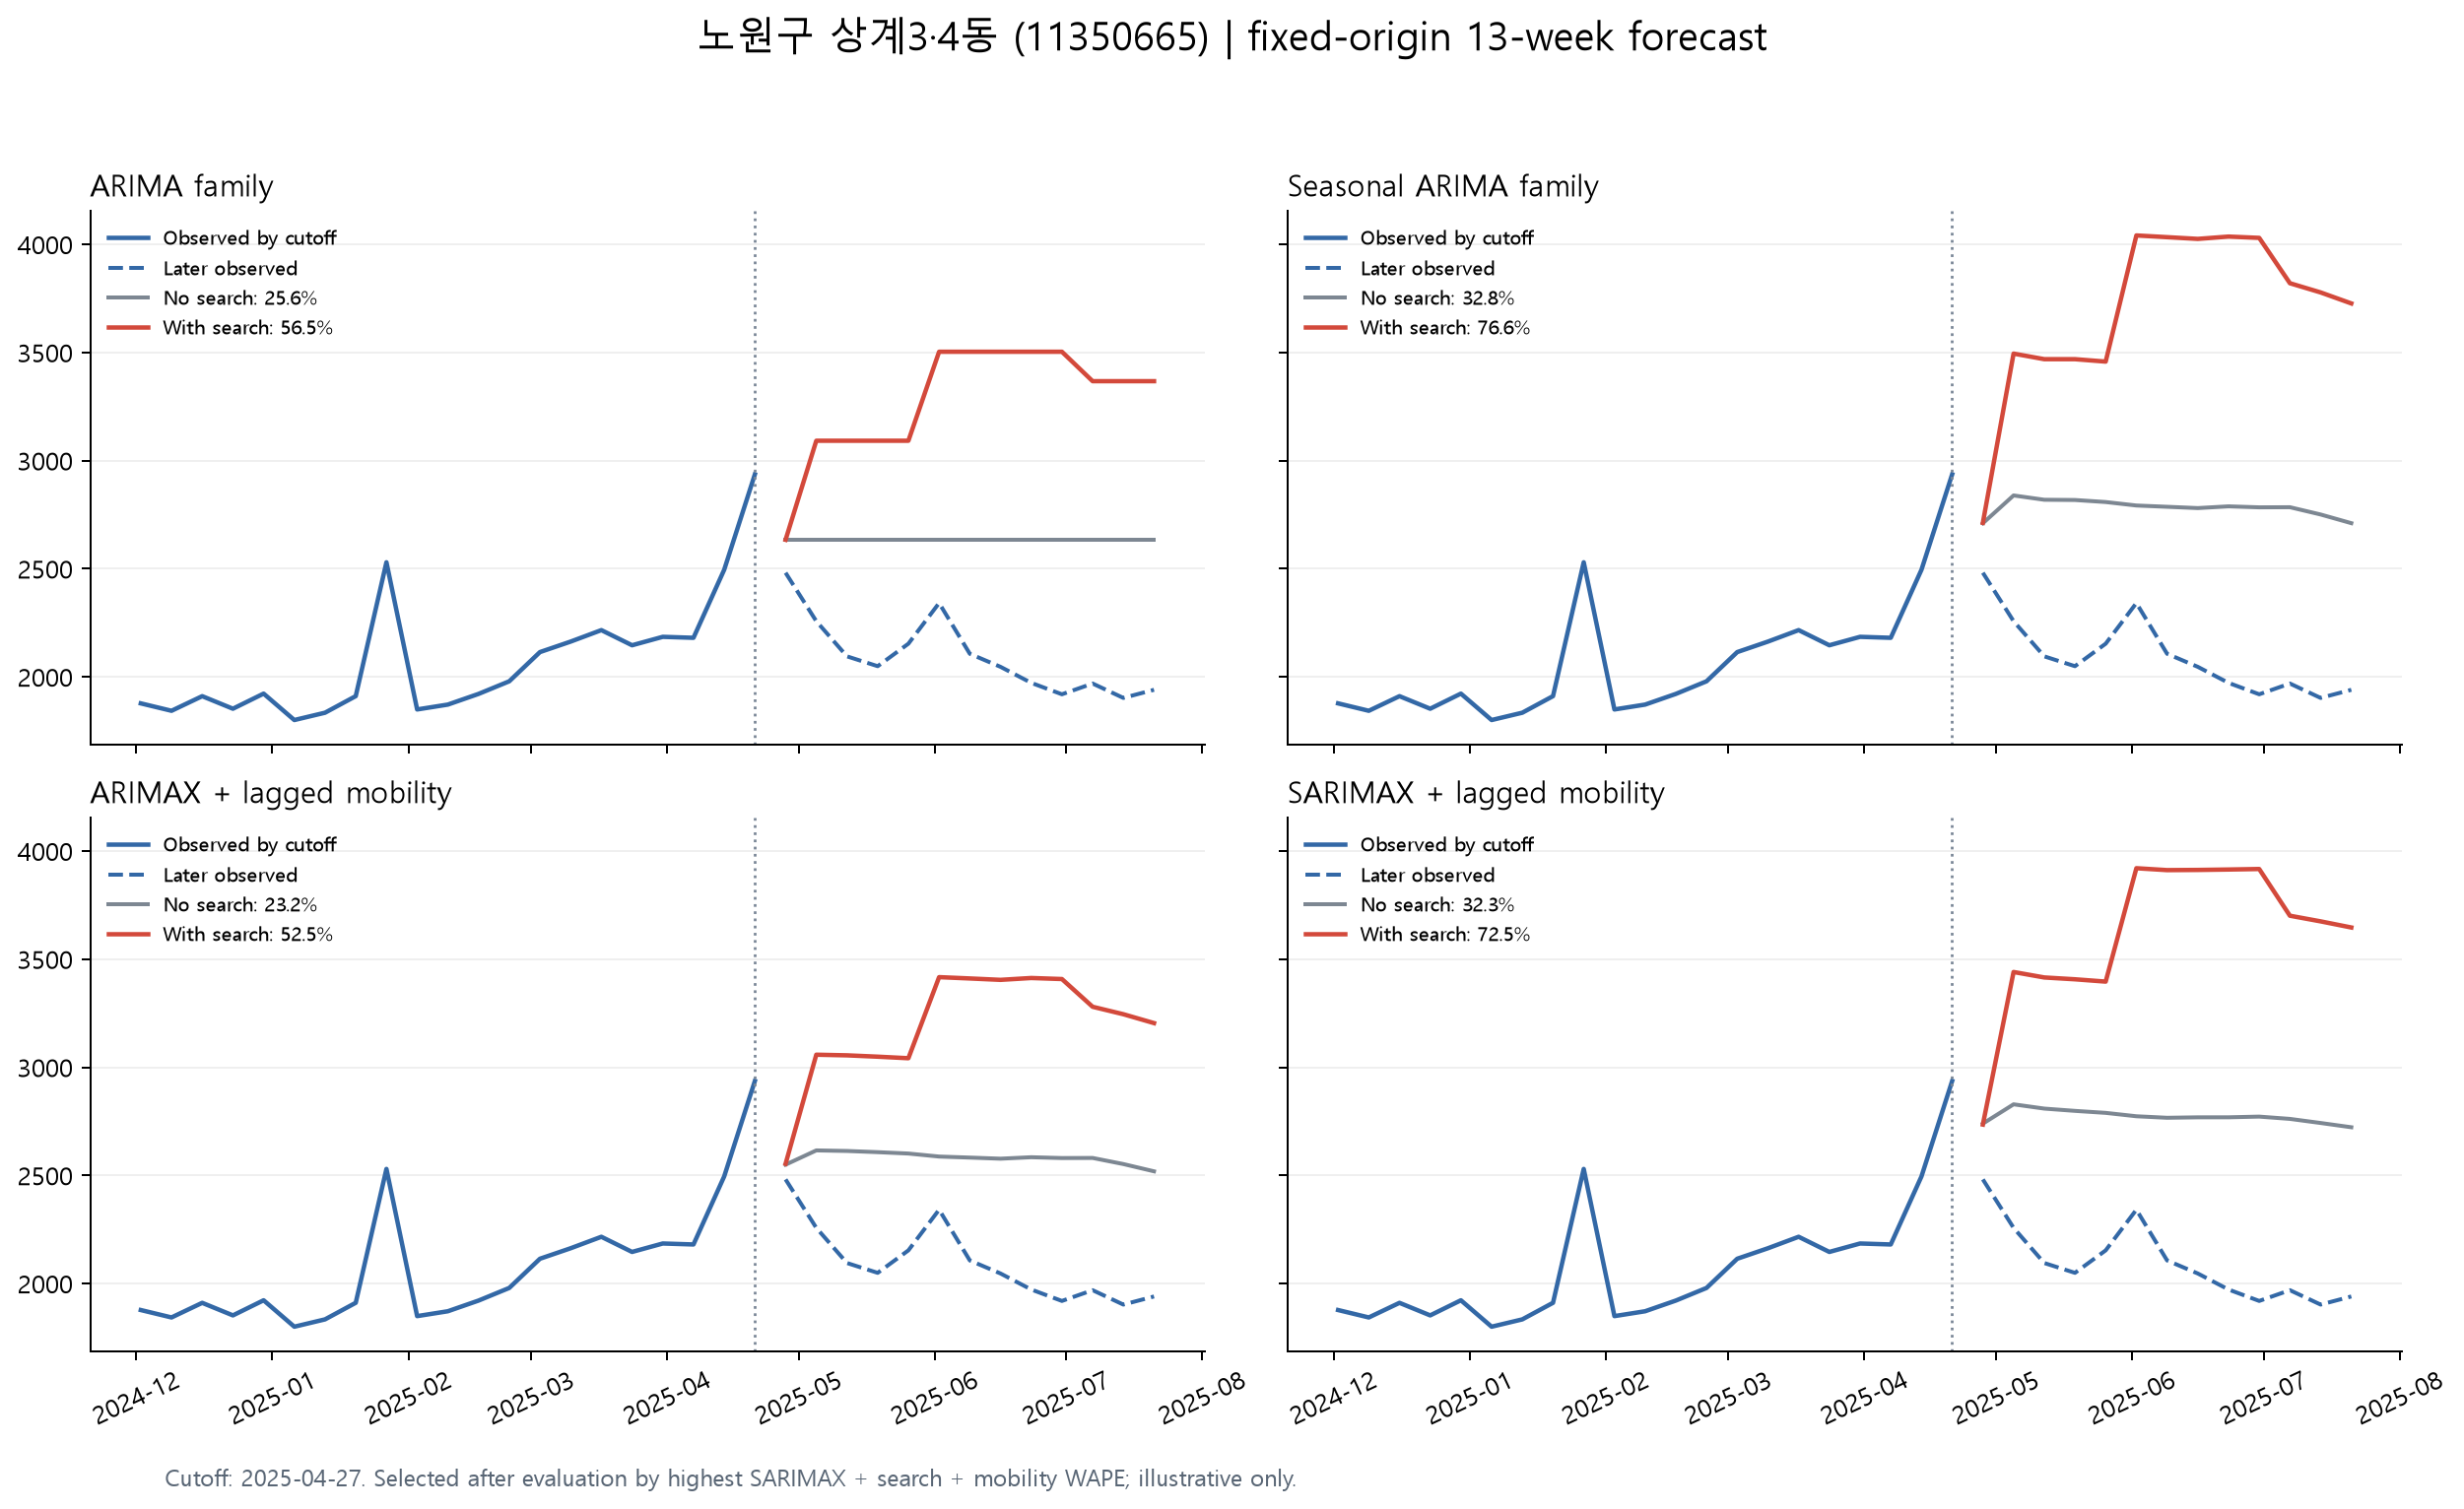 노원구 상계3·4동 (11350665) | fixed-origin 13-week forecast
ARIMA family
Observed by cutoff
Later observed
No search: 25.6%
With search: 56.5%
4000
3500
3000
2500
2000
Seasonal ARIMA family
Observed by cutoff
Later observed
No search: 32.8%
With search: 76.6%
ARIMAX + lagged mobility
Observed by cutoff
Later observed
No search: 23.2%
With search: 52.5%
4000
3500
3000
2500
2000
2024-12
2025-01
2025-02
2025-03
2025-04
2025-05
2025-06
2025-07
2025-08
SARIMAX + lagged mobility
Observed by cutoff
Later observed
No search: 32.3%
With search: 72.5%
2024-12
2025-01
2025-02
2025-03
2025-04
2025-05
2025-06
2025-07
2025-08
Cutoff: 2025-04-27. Selected after evaluation by highest SARIMAX + search + mobility WAPE; illustrative only.